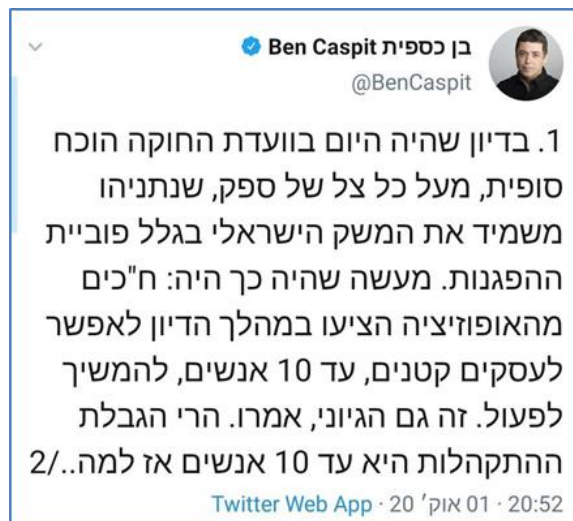 בן כספית Ben Caspit
@BenCaspit
1. בדיון שהיה היום בוועדת החוקה הוכח
סופית, מעל כל צל של ספק, שנתניהו
משמיד את המשק הישראלי בגלל פוביית
ההפגנות. מעשה שהיה כך היה: ח"כים
מהאופוזיציה הציעו במהלך הדיון לאפשר
לעסקים קטנים, עד 10 אנשים, להמשיך
לפעול. זה גם הגיוני, אמרו. הרי הגבלת
ההתקהלות היא עד 10 אנשים אז למה../2
20:52 · 01 אוק׳ 20 · Twitter Web App